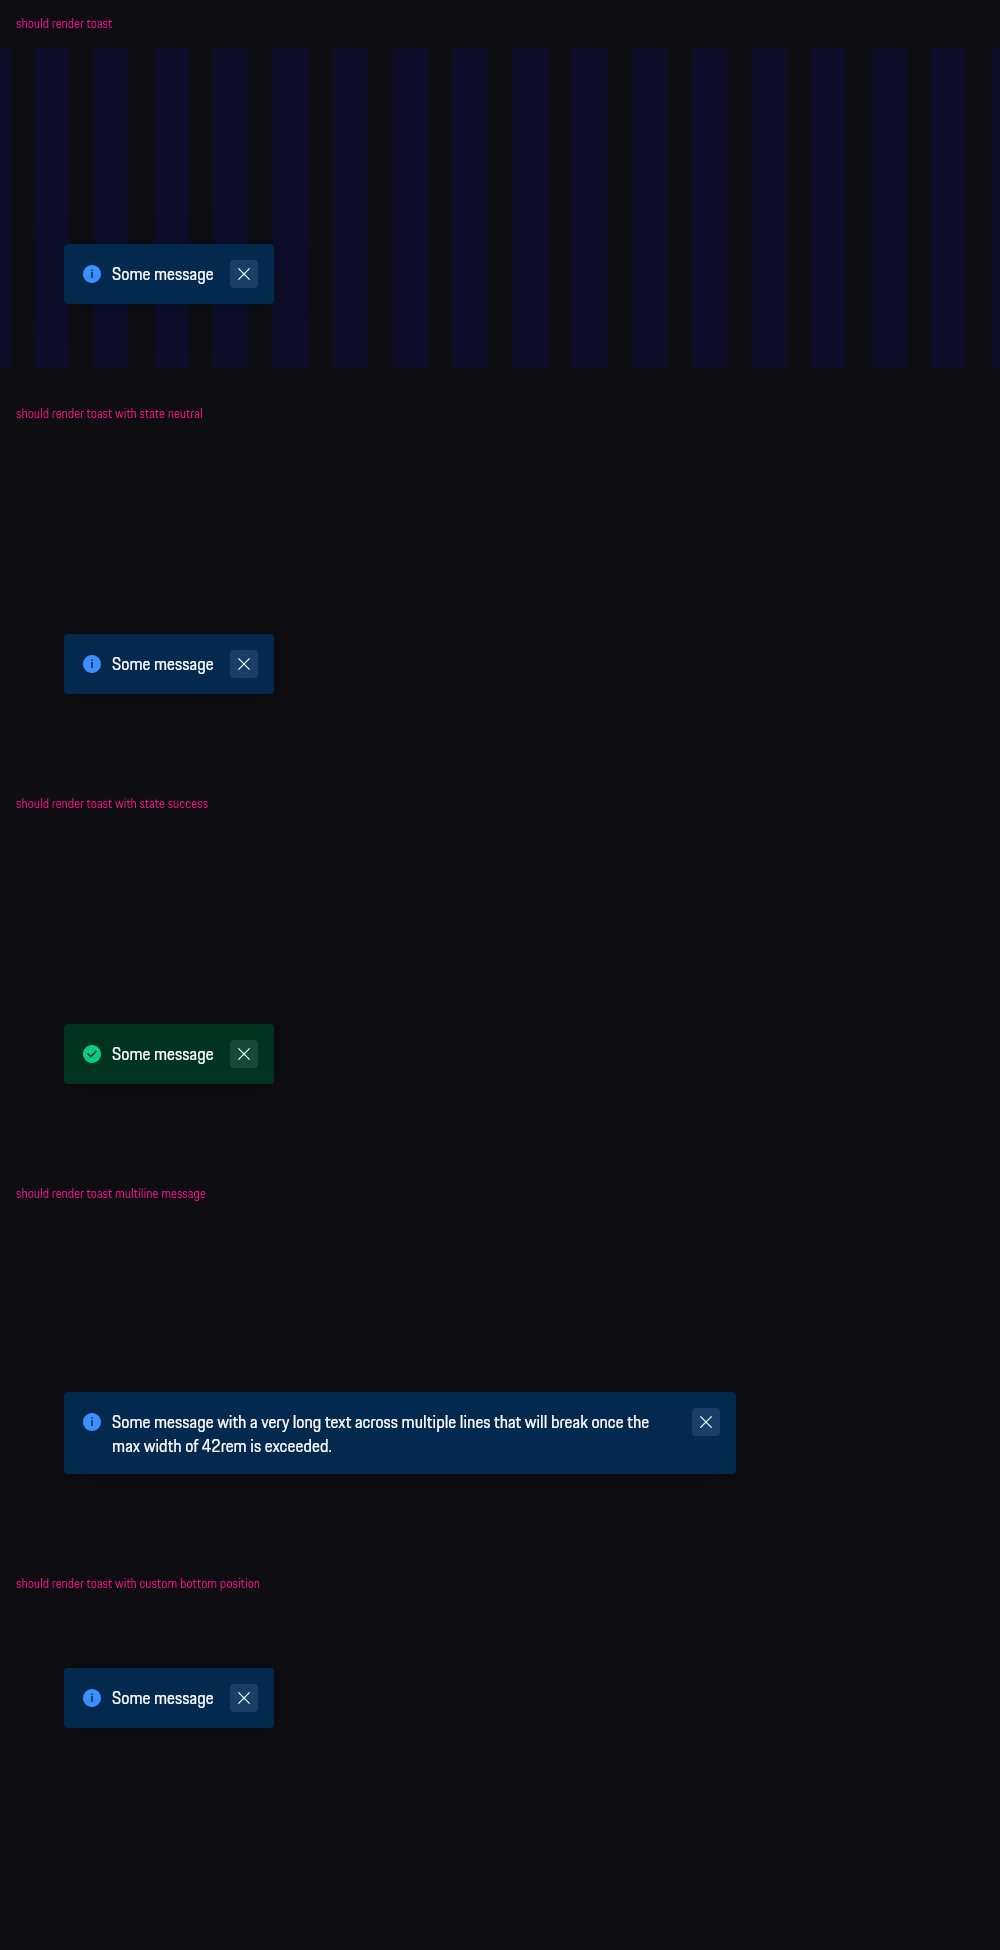 should render toast
Some message
should render toast with state neutral
Some message
should render toast with state success
Some message
should render toast multiline message
Some message with a very long text across multiple lines that will break once the
max width of 42rem is exceeded.
should render toast with custom bottom position
Some message